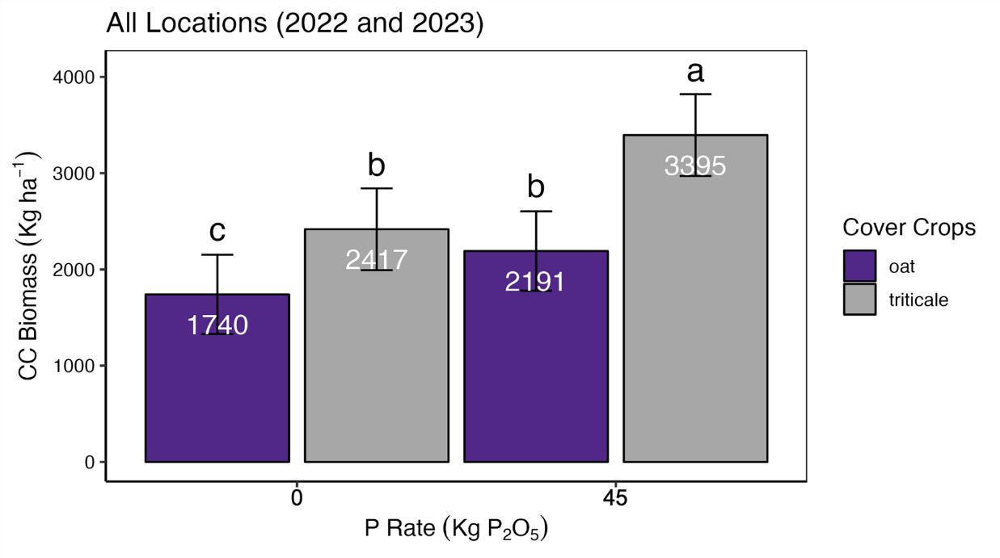 All Locations (2022 and 2023)
CC Biomass (Kg ha⁻¹)
4000
3000
2000
1000
0
c
b
b
a
1740
2417
2191
3395
0
45
P Rate (Kg P₂O₅)
Cover Crops
oat
triticale